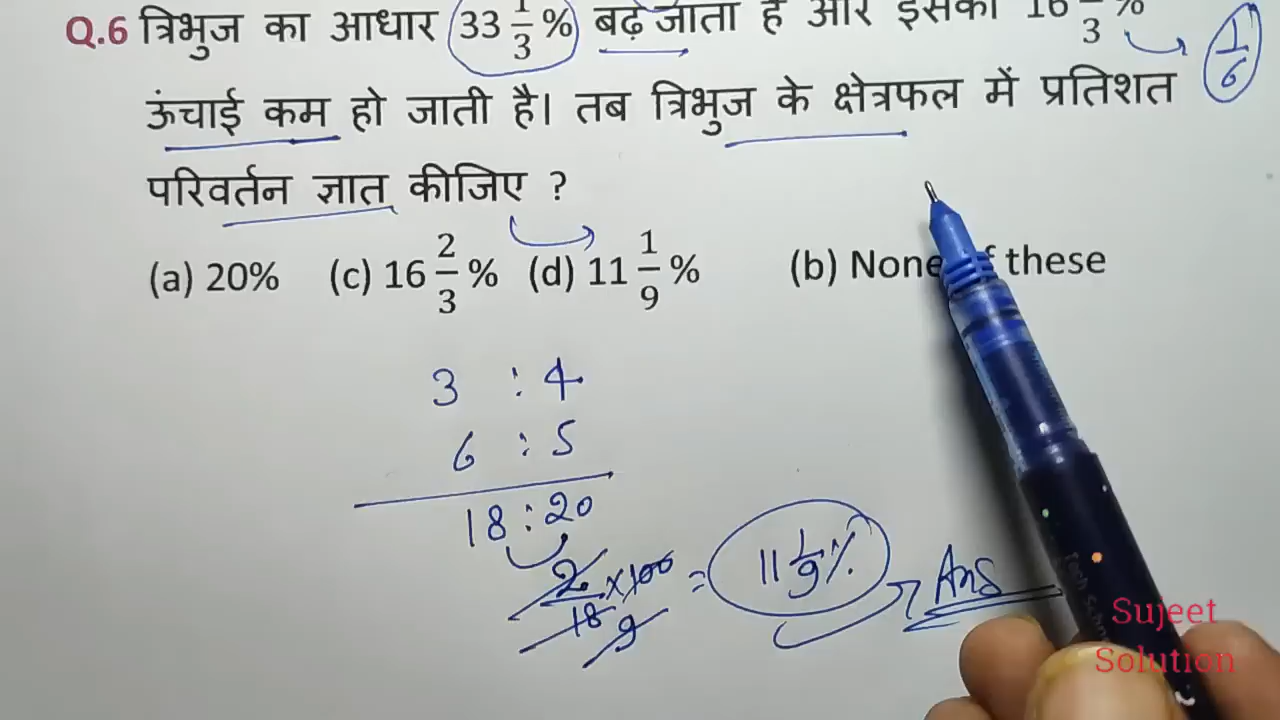 Q.6 त्रिभुज का आधार 33 1/3 % बढ़ जाता है और इसकी 16 /3 % 1/6
ऊंचाई कम हो जाती है। तब त्रिभुज के क्षेत्रफल में प्रतिशत
परिवर्तन ज्ञात कीजिए ?
(a) 20% (c) 16 2/3 % (d) 11 1/9 % (b) None of these
3 : 4
6 : 5
18 : 20
2/18 x 100 = 11 1/9 % Ans
9
Sujeet
Solution